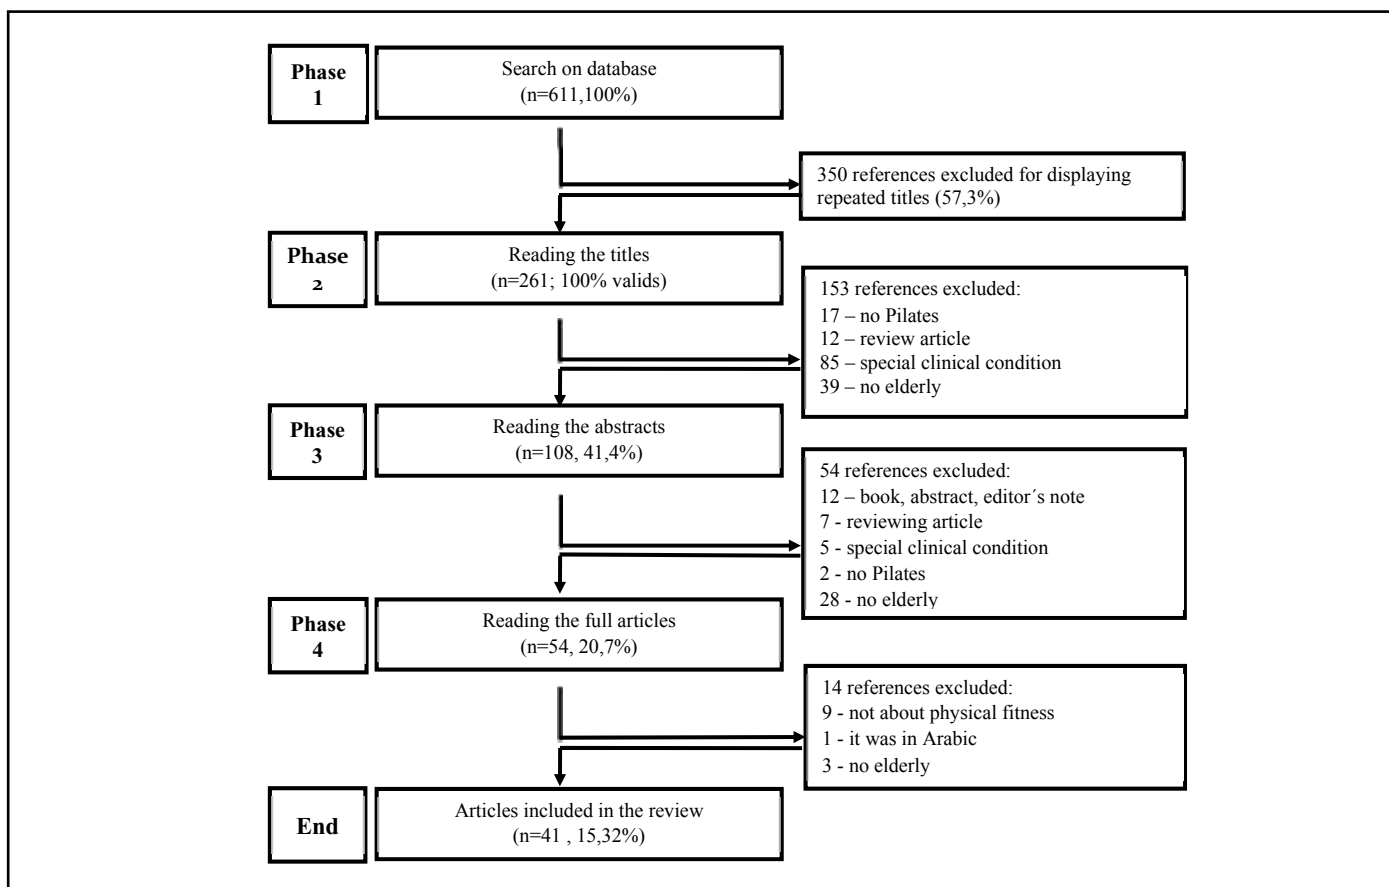 Phase
1
Search on database
(n=611,100%)
350 references excluded for displaying
repeated titles (57,3%)
Phase
2
Reading the titles
(n=261; 100% valids)
153 references excluded:
17 – no Pilates
12 – review article
85 – special clinical condition
39 – no elderly
Phase
3
Reading the abstracts
(n=108, 41,4%)
54 references excluded:
12 – book, abstract, editor´s note
7 - reviewing article
5 - special clinical condition
2 - no Pilates
28 - no elderly
Phase
4
Reading the full articles
(n=54, 20,7%)
14 references excluded:
9 - not about physical fitness
1 - it was in Arabic
3 - no elderly
End
Articles included in the review
(n=41 , 15,32%)